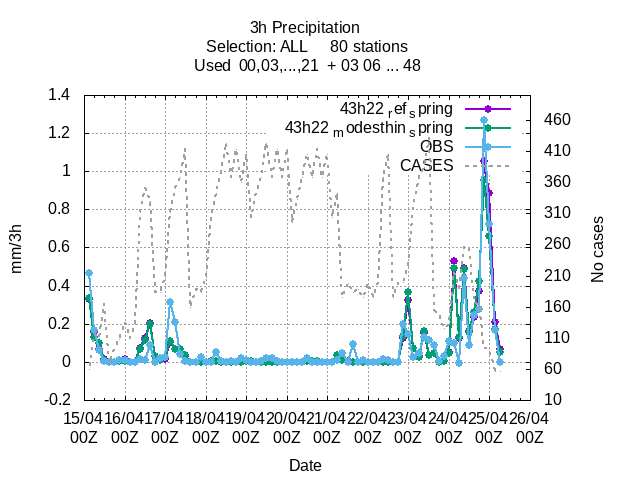 3h Precipitation
Selection: ALL 80 stations
Used 00,03,...,21 + 03 06 ... 48
1.4
1.2
1
0.8
0.6
0.4
0.2
0
-0.2
mm/3h
43h22 ref spring
43h22 modesthin spring
OBS
CASES
460
410
360
310
260
210
160
110
60
10
No cases
15/04 16/04 17/04 18/04 19/04 20/04 21/04 22/04 23/04 24/04 25/04 26/04
00Z 00Z 00Z 00Z 00Z 00Z 00Z 00Z 00Z 00Z 00Z 00Z
Date